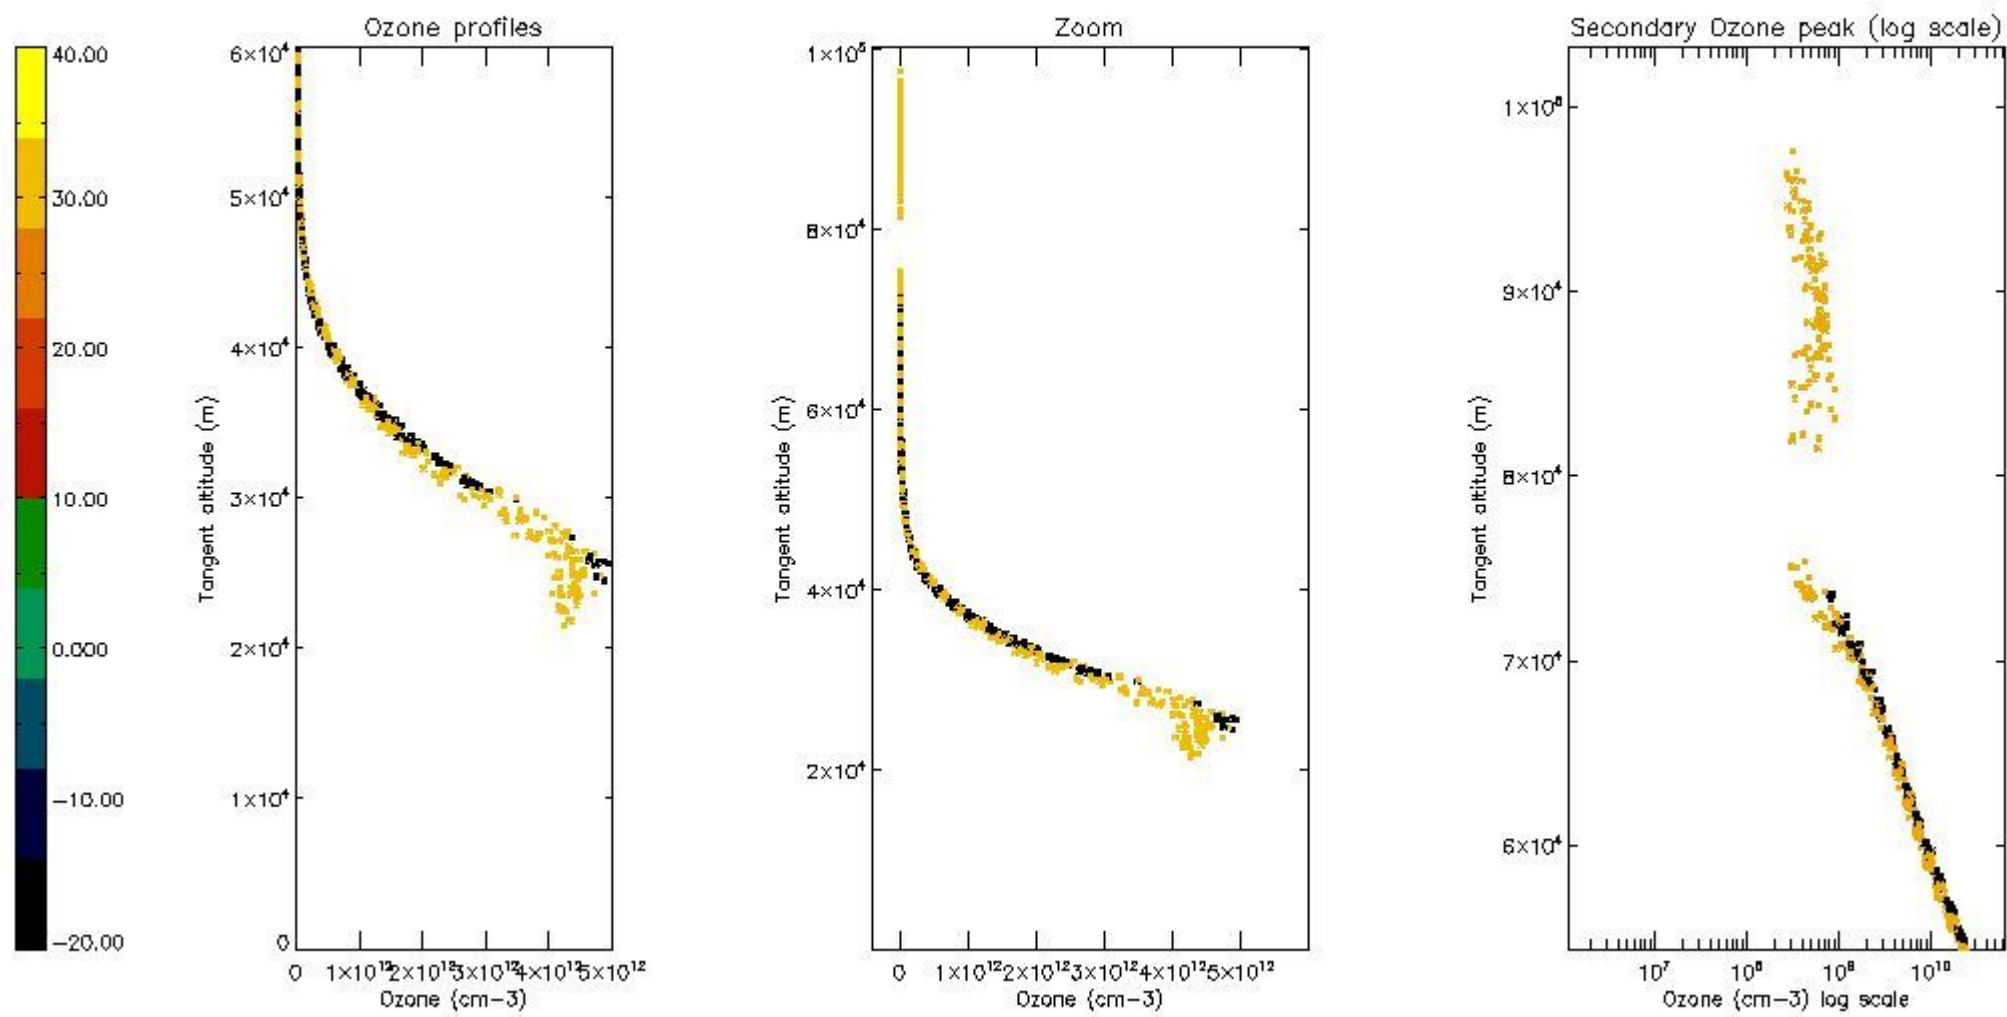 Ozone profiles
Zoom
Secondary Ozone peak (log scale)
40.00
30.00
20.00
10.00
0.000
-10.00
-20.00
6×10⁴
5×10⁴
4×10⁴
3×10⁴
2×10⁴
1×10⁴
0
Tangent altitude (m)
0 1×10¹² 2×10¹² 3×10¹² 4×10¹² 5×10¹²
Ozone (cm-3)
1×10⁵
8×10⁴
6×10⁴
4×10⁴
2×10⁴
Tangent altitude (m)
0 1×10¹² 2×10¹² 3×10¹² 4×10¹² 5×10¹²
Ozone (cm-3)
9×10⁴
8×10⁴
7×10⁴
6×10⁴
Tangent altitude (m)
10⁷ 10⁸ 10⁹ 10¹⁰
Ozone (cm-3) log scale